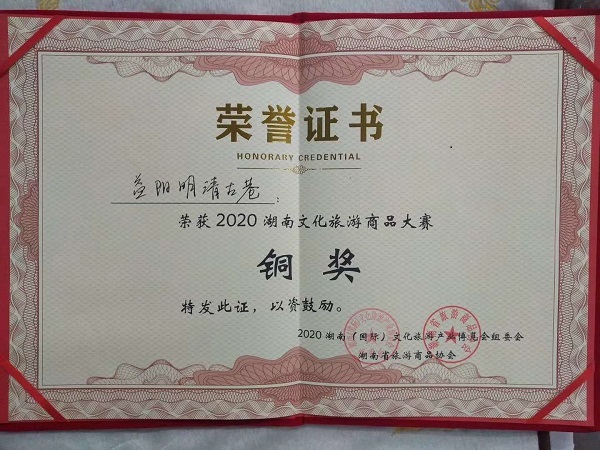 荣誉证书
HONORARY CREDENTIAL
益阳明清古巷：
荣获2020湖南文化旅游商品大赛
铜奖
特发此证，以资鼓励。
2020湖南（国际）文化旅游产业博览会组委会
湖南省旅游商品协会